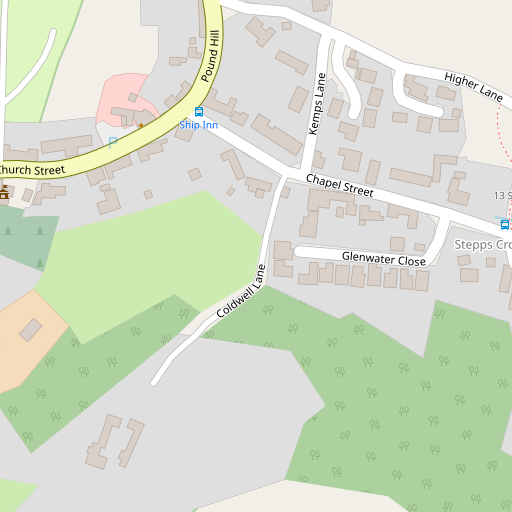 Pound Hill
Higher Lane
Kemps Lane
Ship Inn
P
Church Street
Chapel Street
13 S
Stepps Cro
Glenwater Close
Coldwell Lane